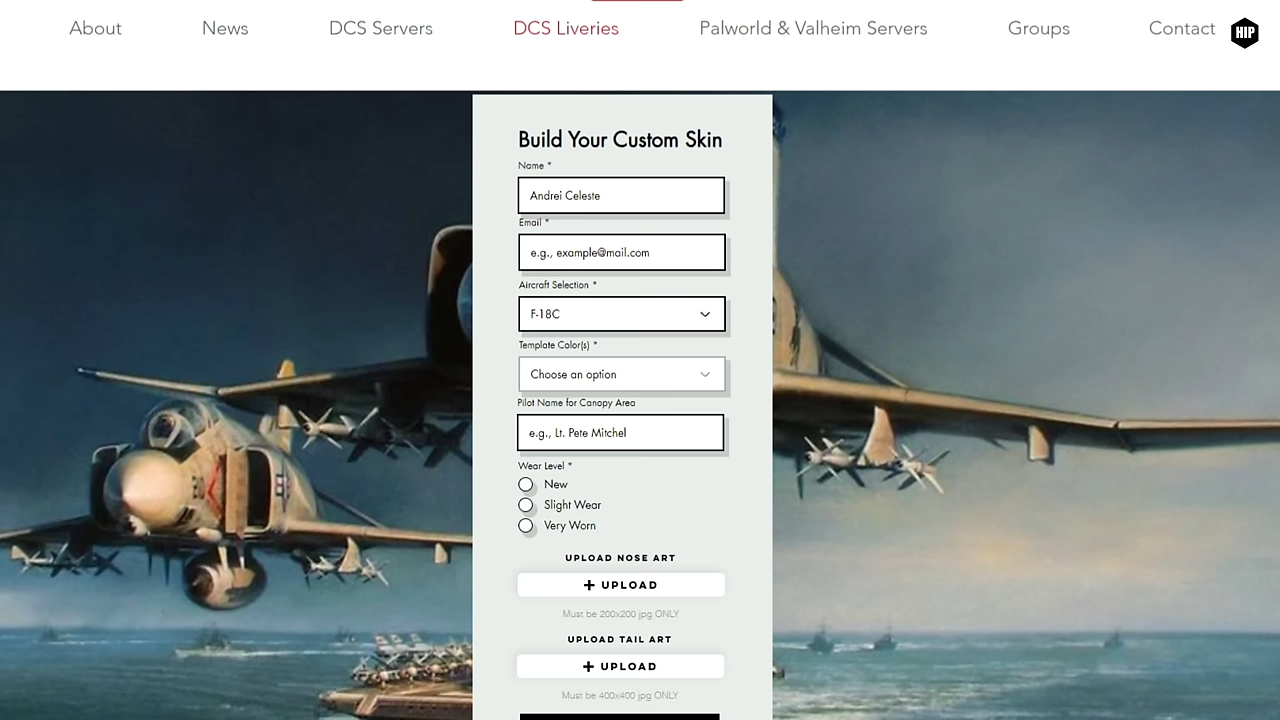 About News DCS Servers DCS Liveries Palworld & Valheim Servers Groups Contact HIP
Build Your Custom Skin
Name *
Andrei Celeste
Email *
e.g., example@mail.com
Aircraft Selection *
F-18C
Template Color(s) *
Choose an option
Pilot Name for Canopy Area
e.g., Lt. Pete Mitchel
Wear Level *
New
Slight Wear
Very Worn
UPLOAD NOSE ART
+ UPLOAD
Must be 200x200 jpg ONLY
UPLOAD TAIL ART
+ UPLOAD
Must be 400x400 jpg ONLY